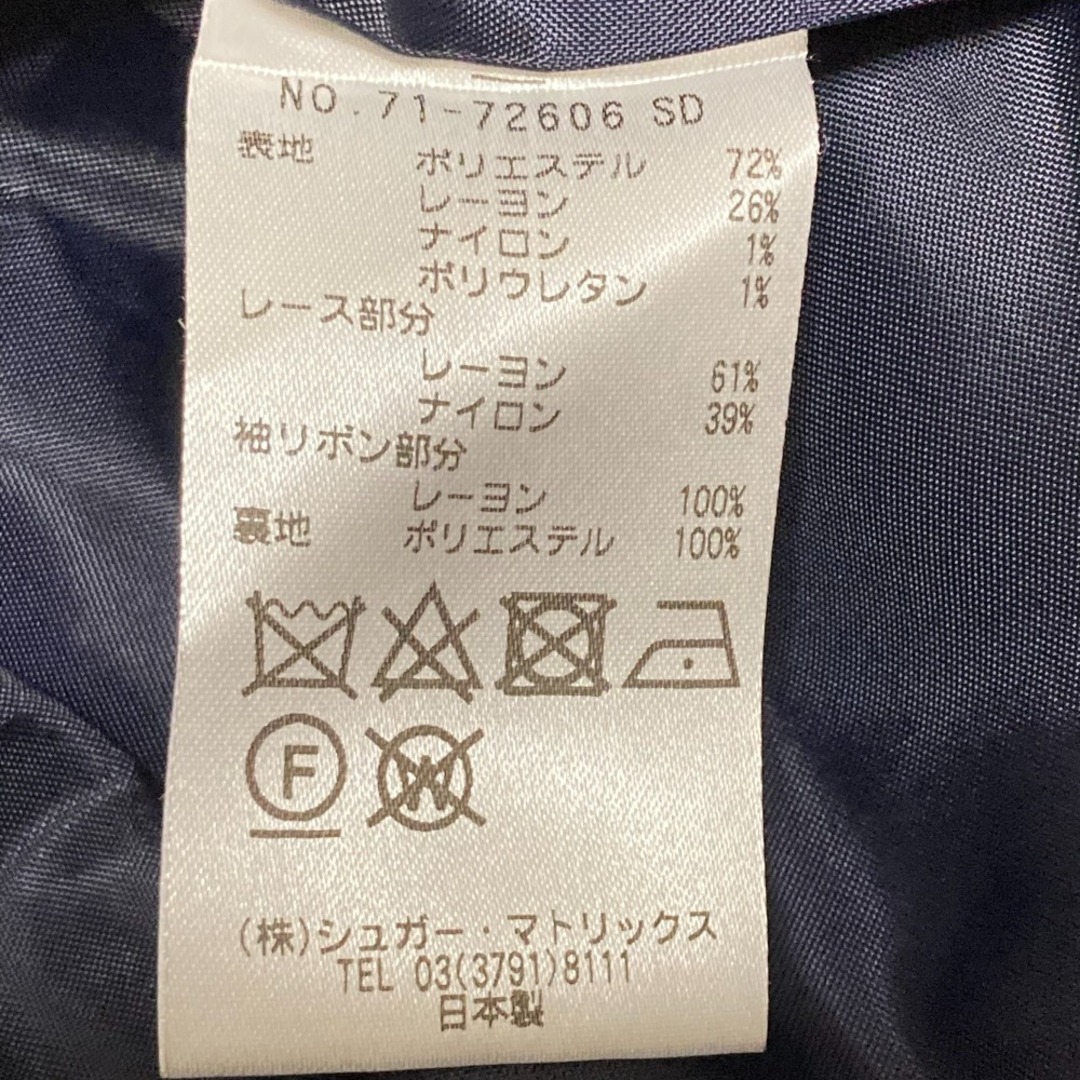 NO.71-72606 SD
表地 ポリエステル 72%
レーヨン 26%
ナイロン 1%
ポリウレタン 1%
レース部分
レーヨン 61%
ナイロン 39%
袖リボン部分
レーヨン 100%
裏地 ポリエステル 100%
F W
(株)シュガー・マトリックス
TEL 03(3791)8111
日本製